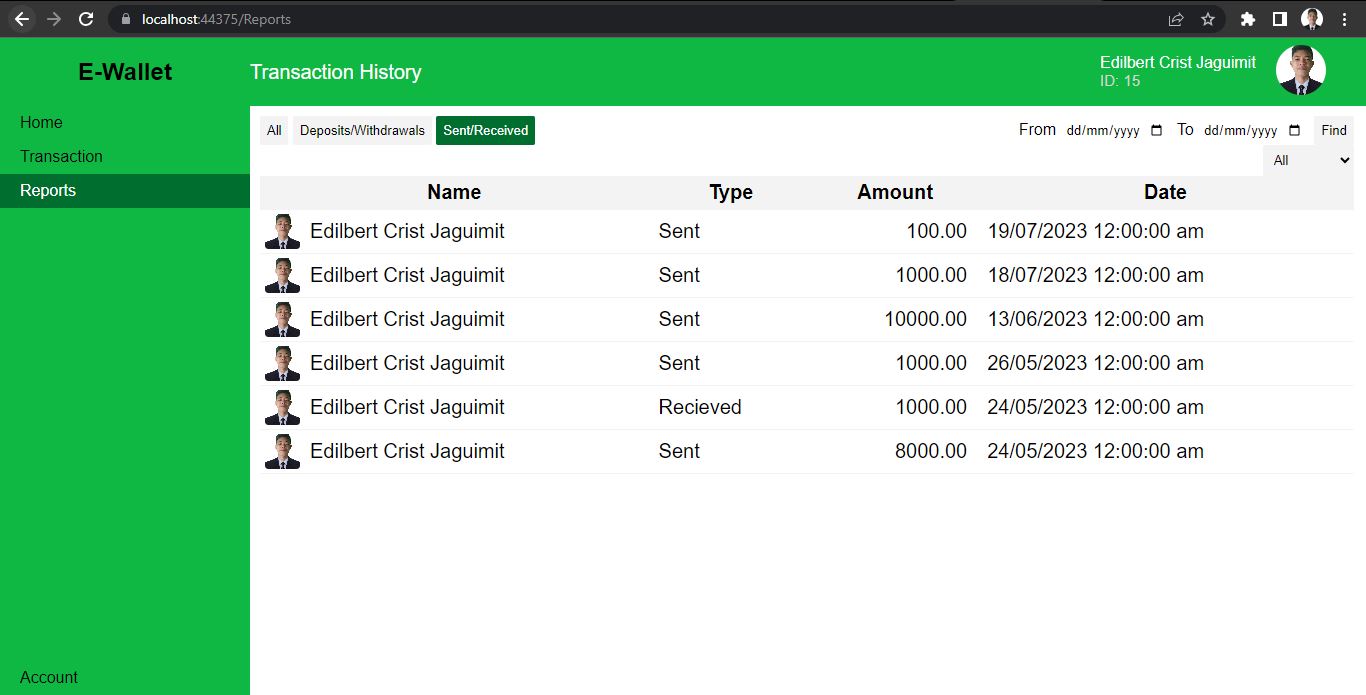 localhost:44375/Reports
E-Wallet
Transaction History
Edilbert Crist Jaguimit
ID: 15
Home
Transaction
Reports
Account
All Deposits/Withdrawals Sent/Received From dd/mm/yyyy To dd/mm/yyyy Find
All
Name Type Amount Date
Edilbert Crist Jaguimit Sent 100.00 19/07/2023 12:00:00 am
Edilbert Crist Jaguimit Sent 1000.00 18/07/2023 12:00:00 am
Edilbert Crist Jaguimit Sent 10000.00 13/06/2023 12:00:00 am
Edilbert Crist Jaguimit Sent 1000.00 26/05/2023 12:00:00 am
Edilbert Crist Jaguimit Recieved 1000.00 24/05/2023 12:00:00 am
Edilbert Crist Jaguimit Sent 8000.00 24/05/2023 12:00:00 am